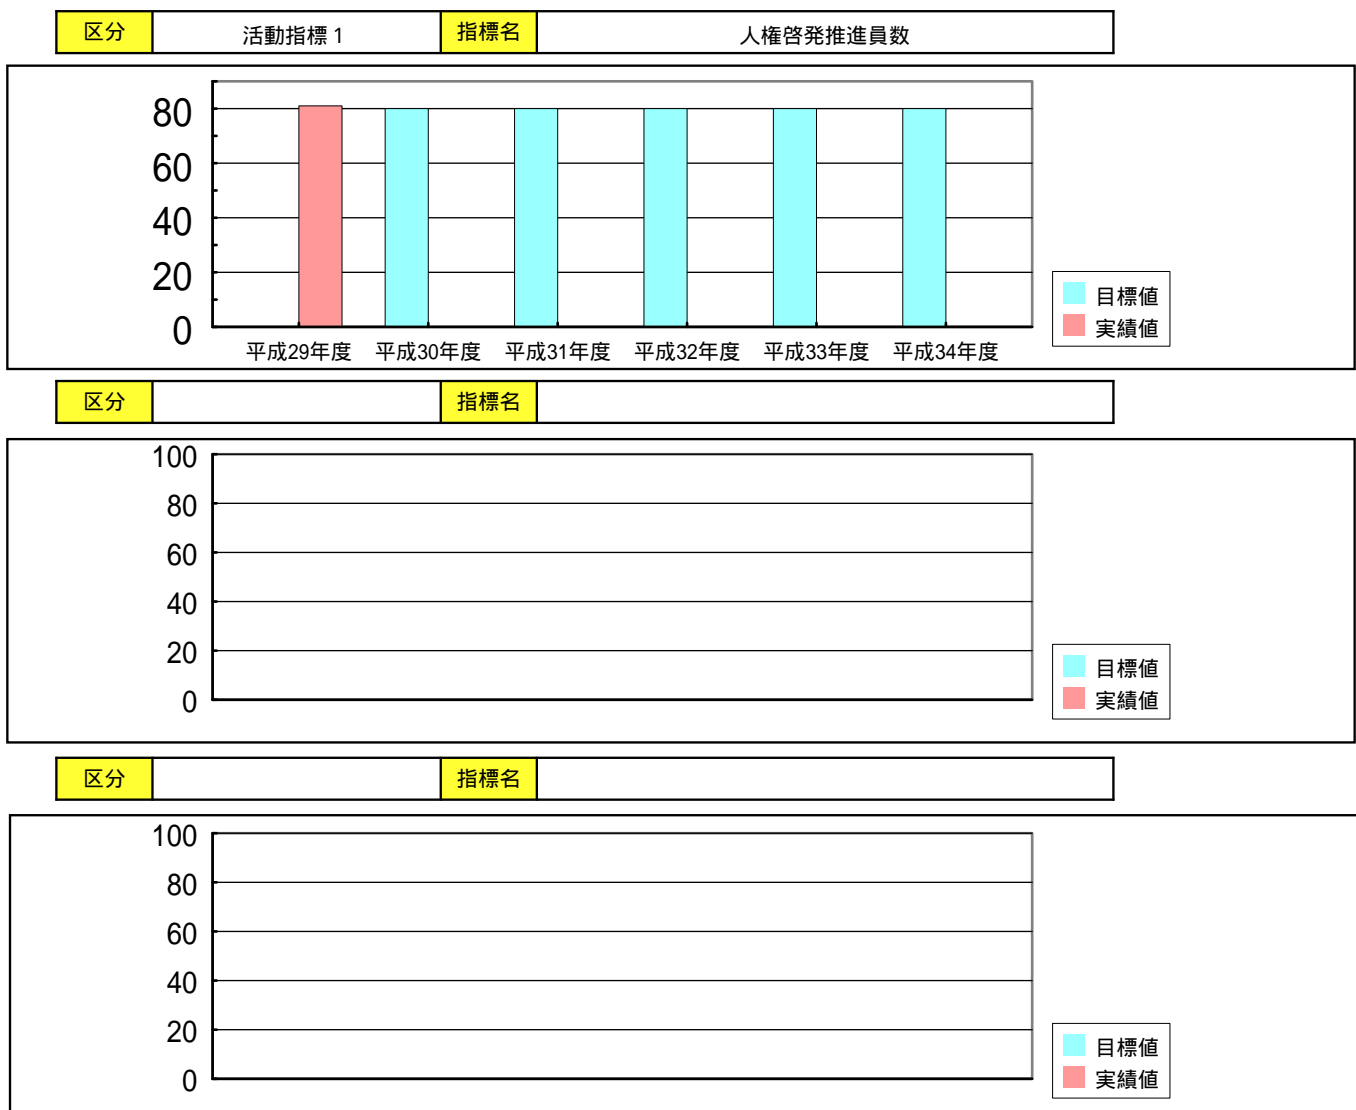 区分 活動指標1 指標名 人権啓発推進員数
80
60
40
20
0
平成29年度 平成30年度 平成31年度 平成32年度 平成33年度 平成34年度
目標値
実績値
区分 指標名
100
80
60
40
20
0
目標値
実績値
区分 指標名
100
80
60
40
20
0
目標値
実績値